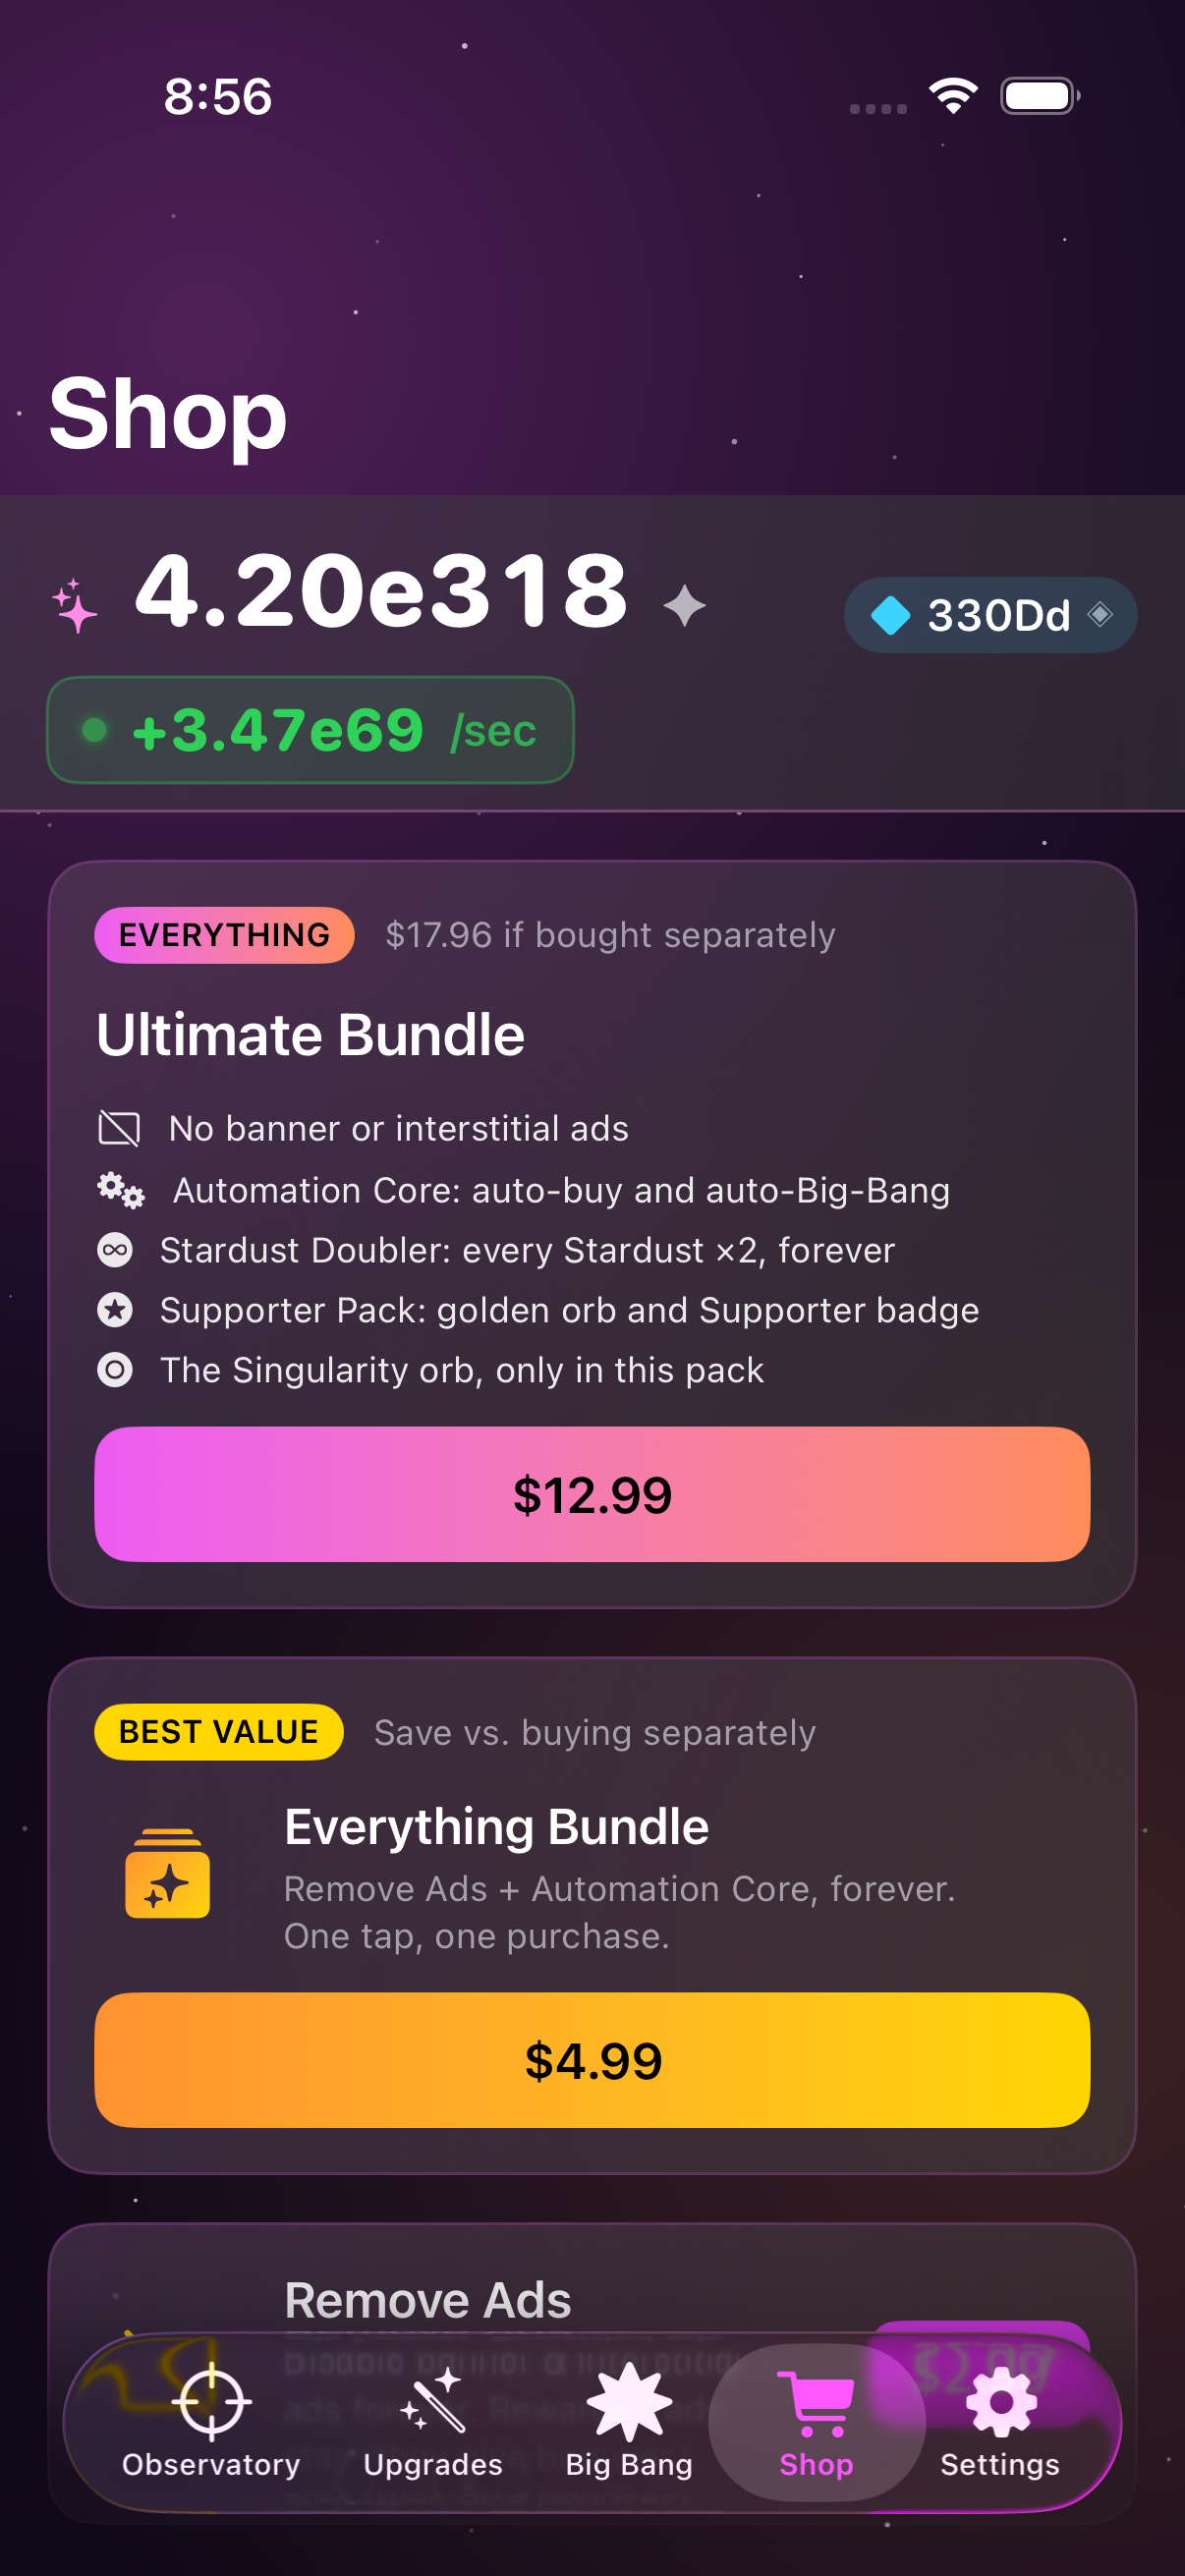 8:56
Shop
4.20e318
330Dd
+3.47e69 /sec
EVERYTHING $17.96 if bought separately
Ultimate Bundle
No banner or interstitial ads
Automation Core: auto-buy and auto-Big-Bang
Stardust Doubler: every Stardust ×2, forever
Supporter Pack: golden orb and Supporter badge
The Singularity orb, only in this pack
$12.99
BEST VALUE Save vs. buying separately
Everything Bundle
Remove Ads + Automation Core, forever.
One tap, one purchase.
$4.99
Remove Ads
Observatory Upgrades Big Bang Shop Settings